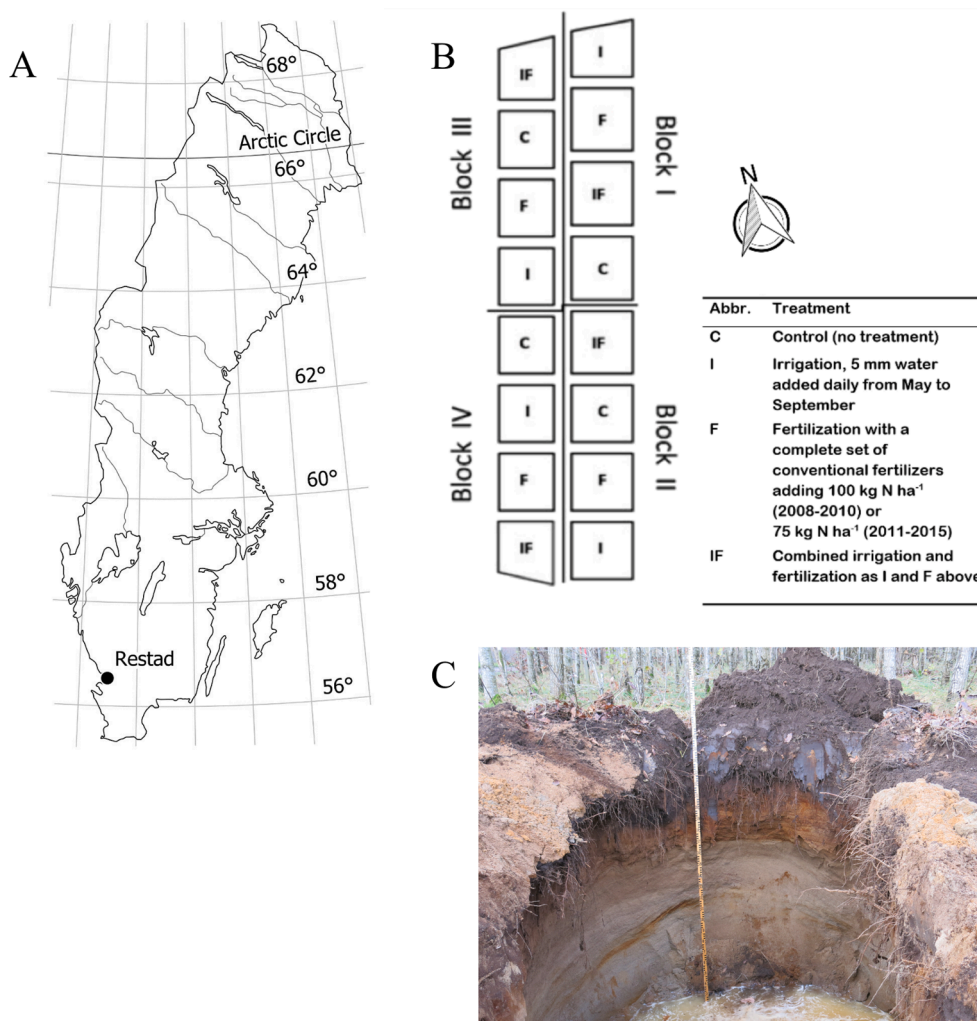 A
68°
Arctic Circle
66°
64°
62°
60°
58°
Restad
56°
B
Block III
IF
C
F
I
I
F
IF
C
Block I
Block IV
C
I
F
IF
IF
C
F
I
Block II
N
Abbr. Treatment
C Control (no treatment)
I Irrigation, 5 mm water
added daily from May to
September
F Fertilization with a
complete set of
conventional fertilizers
adding 100 kg N ha⁻¹
(2008-2010) or
75 kg N ha⁻¹ (2011-2015)
IF Combined irrigation and
fertilization as I and F above
C